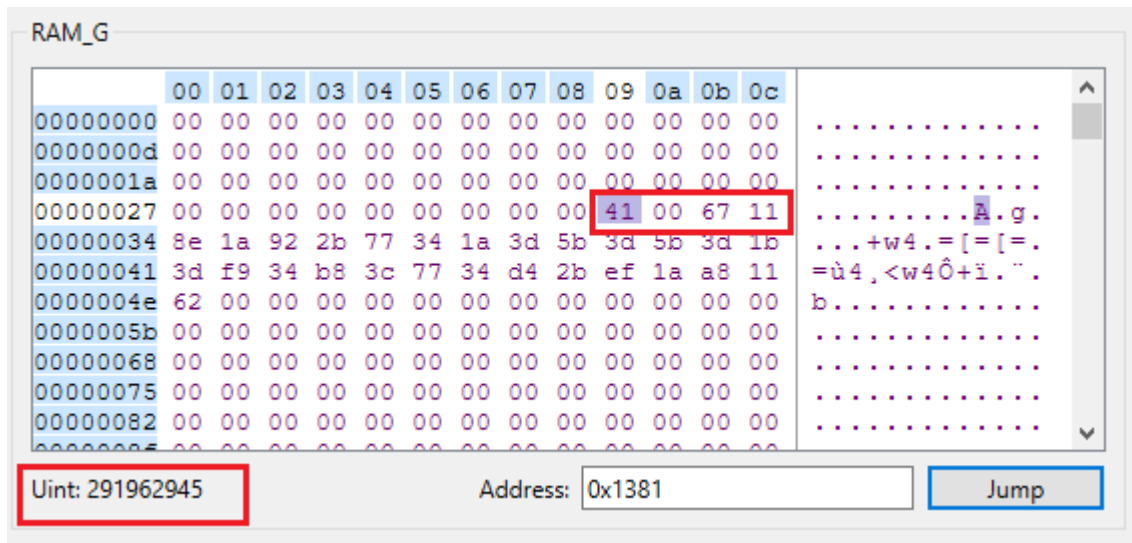 RAM_G
00 01 02 03 04 05 06 07 08 09 0a 0b 0c
00000000 00 00 00 00 00 00 00 00 00 00 00 00 00 .............
0000000d 00 00 00 00 00 00 00 00 00 00 00 00 00 .............
0000001a 00 00 00 00 00 00 00 00 00 00 00 00 00 .............
00000027 00 00 00 00 00 00 00 00 00 41 00 67 11 .........A.g.
00000034 8e 1a 92 2b 77 34 1a 3d 5b 3d 5b 3d 1b ...+w4.=[=[=.
00000041 3d f9 34 b8 3c 77 34 d4 2b ef 1a a8 11 =ù4¸<w4Ô+ï.¨.
0000004e 62 00 00 00 00 00 00 00 00 00 00 00 00 b............
0000005b 00 00 00 00 00 00 00 00 00 00 00 00 00 .............
00000068 00 00 00 00 00 00 00 00 00 00 00 00 00 .............
00000075 00 00 00 00 00 00 00 00 00 00 00 00 00 .............
00000082 00 00 00 00 00 00 00 00 00 00 00 00 00 .............
Uint: 291962945 Address: 0x1381 Jump